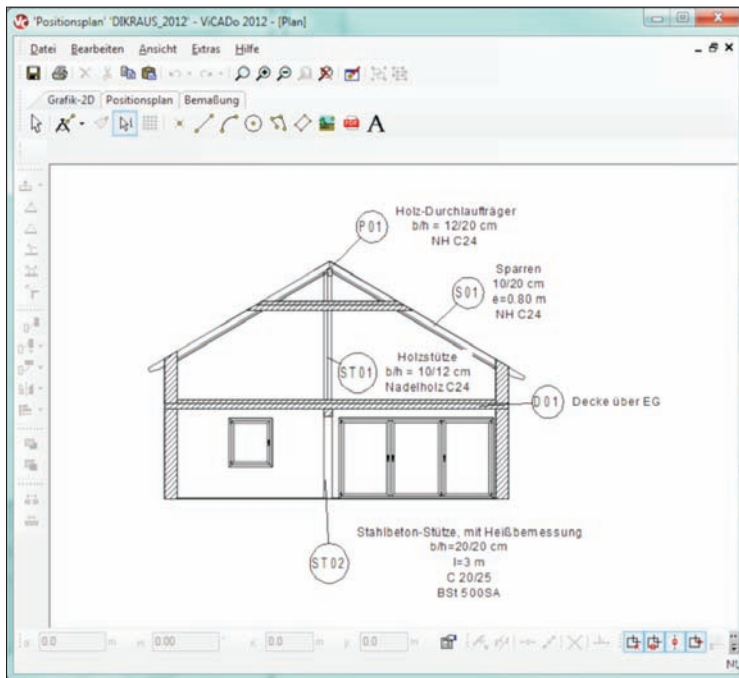 'Positionsplan' 'DIKRAUS_2012' - ViCADo 2012 - [Plan]
Datei Bearbeiten Ansicht Extras Hilfe
Grafik-2D Positionsplan Bemaßung
A
PDF
P01
Holz-Durchlaufträger
b/h = 12/20 cm
NH C24
S01
Sparren
10/20 cm
e=0.80 m
NH C24
ST01
Holzstütze
b/h = 10/12 cm
Nadelholz C24
D01
Decke über EG
ST02
Stahlbeton-Stütze, mit Heißbemessung
b/h=20/20 cm
l=3 m
C 20/25
BSt 500SA
0.0 m 0.00 ° x: 0.0 m y: 0.0 m